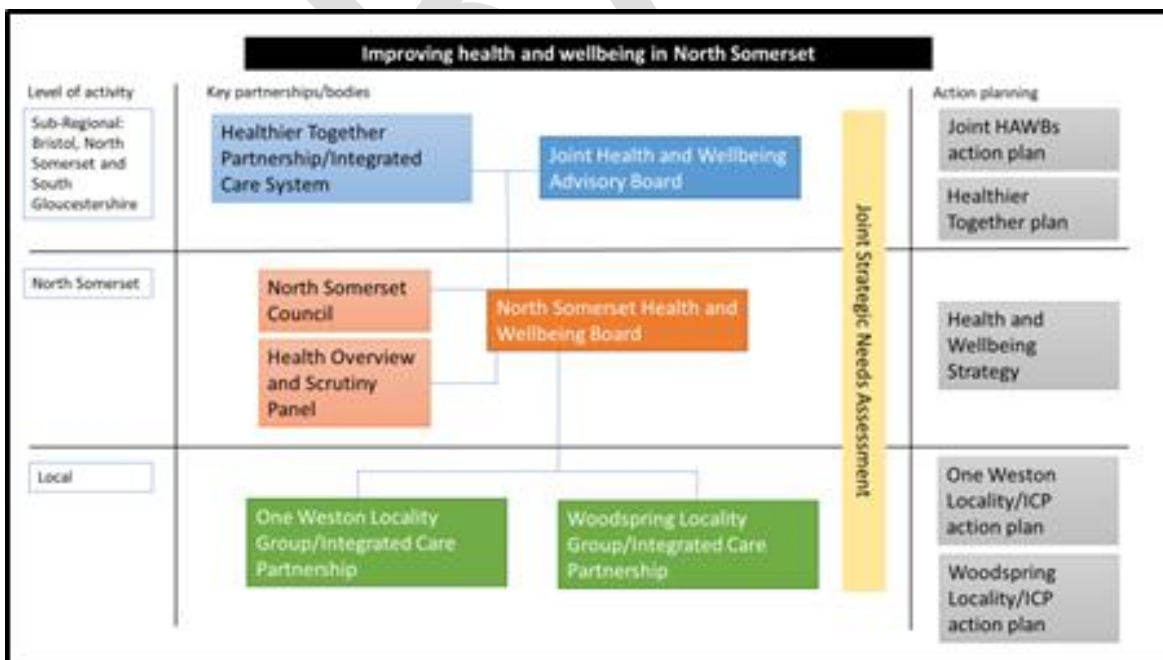 Improving health and wellbeing in North Somerset
Level of activity
Key partnerships/bodies
Action planning
Sub-Regional:
Bristol, North
Somerset and
South
Gloucestershire
Healthier Together
Partnership/Integrated
Care System
Joint Health and Wellbeing
Advisory Board
Joint Strategic Needs Assessment
Joint HAWBs
action plan
Healthier
Together plan
North Somerset
North Somerset
Council
North Somerset Health and
Wellbeing Board
Health Overview
and Scrutiny
Panel
Health and
Wellbeing
Strategy
Local
One Weston Locality
Group/Integrated Care
Partnership
Woodspring Locality
Group/Integrated Care
Partnership
One Weston
Locality/ICP
action plan
Woodspring
Locality/ICP
action plan